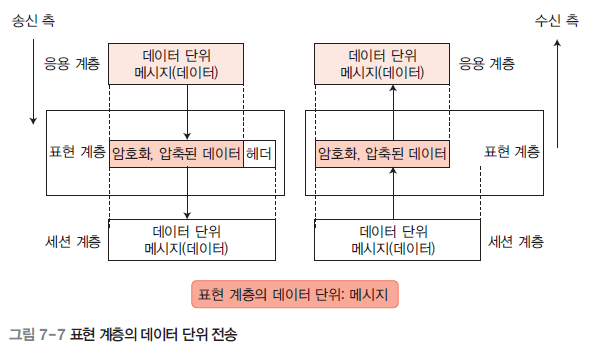 송신 측
수신 측
응용 계층
데이터 단위
메시지(데이터)
데이터 단위
메시지(데이터)
응용 계층
표현 계층
암호화, 압축된 데이터
헤더
암호화, 압축된 데이터
표현 계층
세션 계층
데이터 단위
메시지(데이터)
데이터 단위
메시지(데이터)
세션 계층
표현 계층의 데이터 단위: 메시지
그림 7-7 표현 계층의 데이터 단위 전송